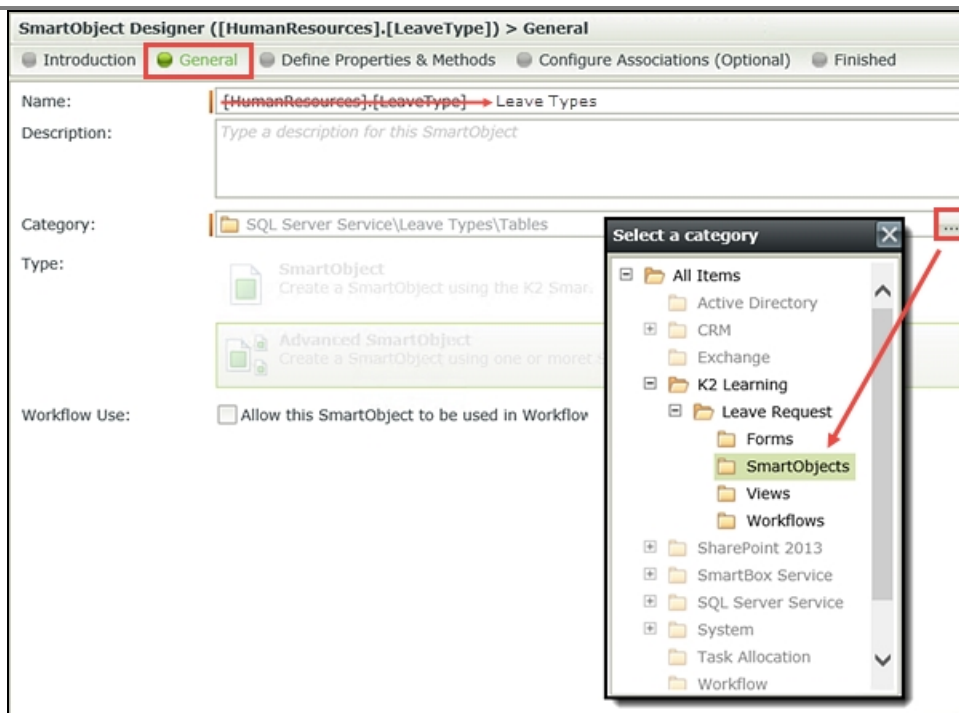 SmartObject Designer ([HumanResources].[LeaveType]) > General
Introduction General Define Properties & Methods Configure Associations (Optional) Finished
Name: [HumanResources].[LeaveType] Leave Types
Description: Type a description for this SmartObject
Category: SQL Server Service\Leave Types\Tables ...
Select a category
Type:
SmartObject
Create a SmartObject using the K2 Smar
Advanced SmartObject
Create a SmartObject using one or moret
Workflow Use: Allow this SmartObject to be used in Workflow
All Items
Active Directory
CRM
Exchange
K2 Learning
Leave Request
Forms
SmartObjects
Views
Workflows
SharePoint 2013
SmartBox Service
SQL Server Service
System
Task Allocation
Workflow